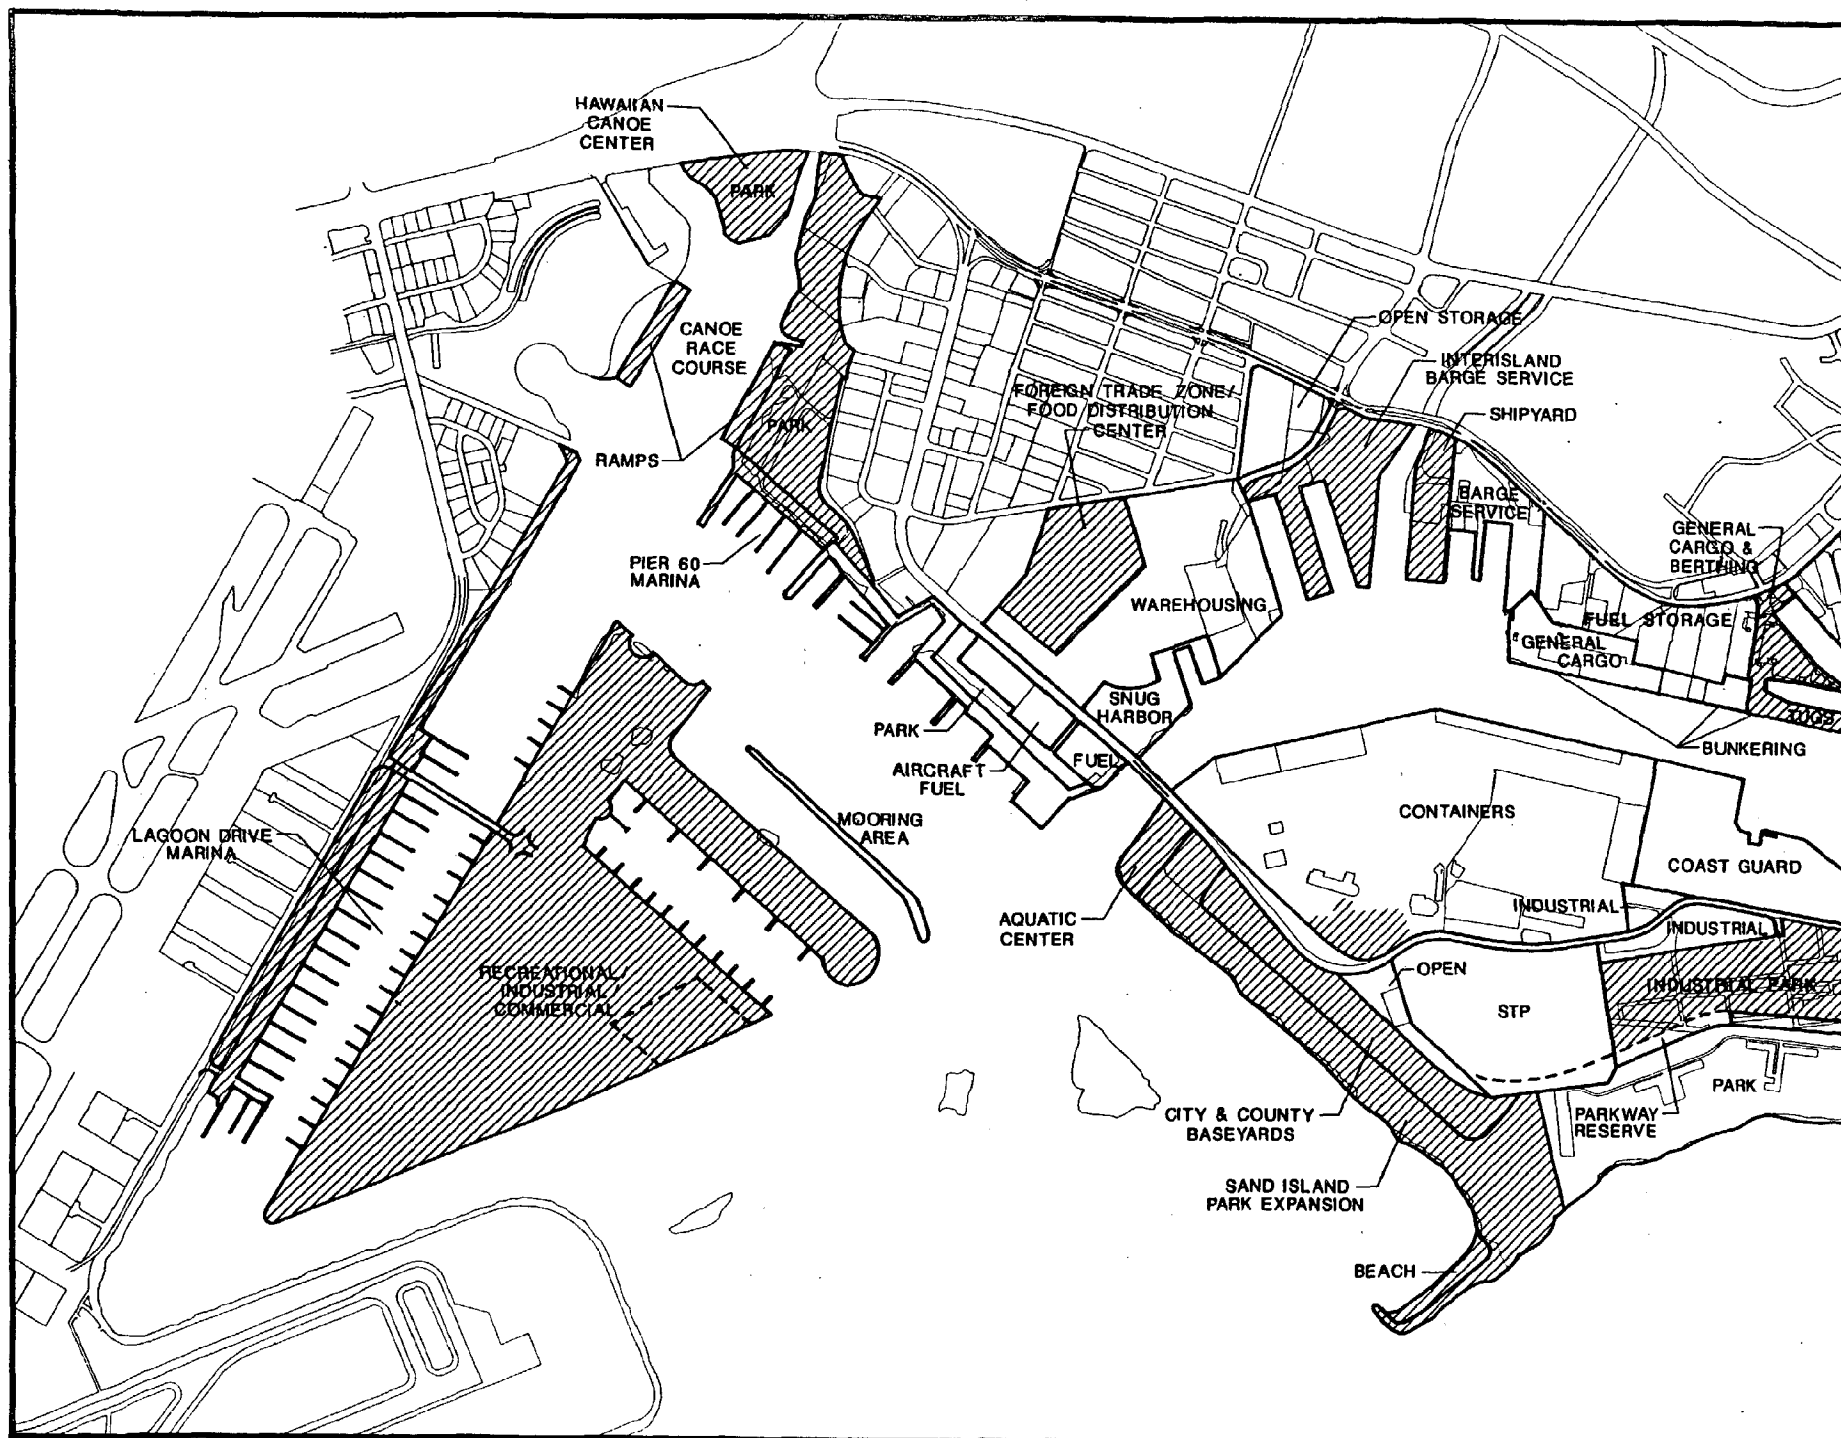 HAWAIIAN
CANOE
CENTER
PARK
CANOE
RACE
COURSE
OPEN STORAGE
INTERISLAND
BARGE SERVICE
SHIPYARD
FOREIGN TRADE ZONE/
FOOD DISTRIBUTION
CENTER
PARK
RAMPS
BARGE
SERVICE
GENERAL
CARGO &
BERTHING
PIER 60
MARINA
WAREHOUSING
FUEL STORAGE
GENERAL
CARGO
SNUG
HARBOR
TUGS
PARK
BUNKERING
FUEL
AIRCRAFT
FUEL
CONTAINERS
MOORING
AREA
LAGOON DRIVE
MARINA
COAST GUARD
INDUSTRIAL
AQUATIC
CENTER
INDUSTRIAL
OPEN
RECREATIONAL/
INDUSTRIAL/
COMMERCIAL
INDUSTRIAL PARK
STP
PARK
CITY & COUNTY
BASEYARDS
PARKWAY
RESERVE
SAND ISLAND
PARK EXPANSION
BEACH